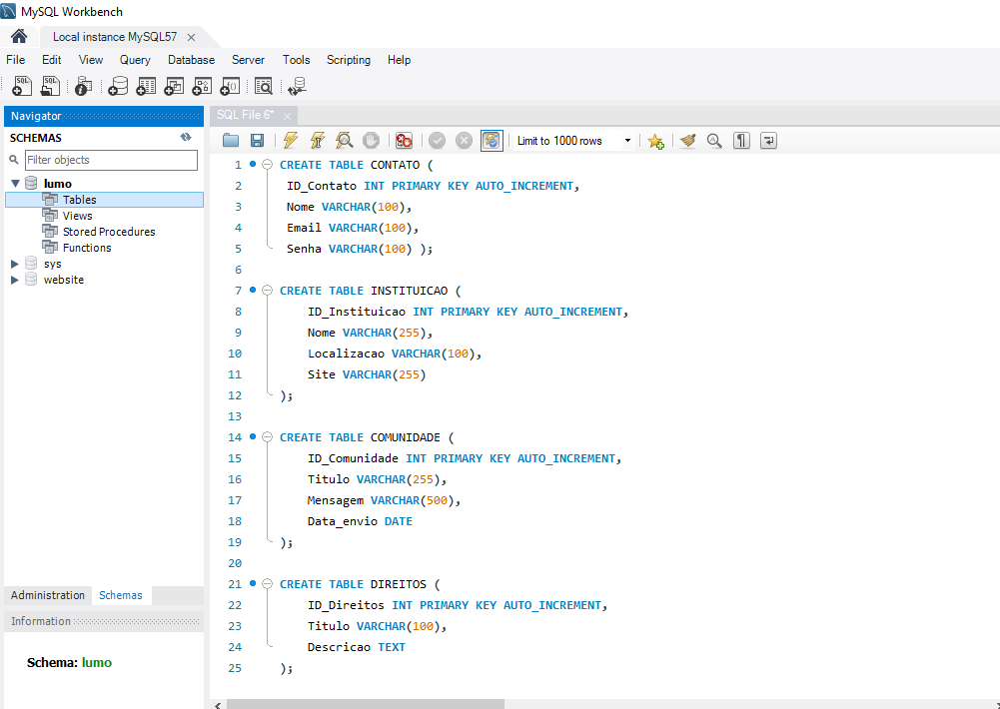 MySQL Workbench
Local instance MySQL57
File Edit View Query Database Server Tools Scripting Help
Navigator
SCHEMAS
Filter objects
lumo
Tables
Views
Stored Procedures
Functions
sys
website
Administration Schemas
Information
Schema: lumo
SQL File 6*
Limit to 1000 rows
1 CREATE TABLE CONTATO (
2 ID_Contato INT PRIMARY KEY AUTO_INCREMENT,
3 Nome VARCHAR(100),
4 Email VARCHAR(100),
5 Senha VARCHAR(100) );
6
7 CREATE TABLE INSTITUICAO (
8 ID_Instituicao INT PRIMARY KEY AUTO_INCREMENT,
9 Nome VARCHAR(255),
10 Localizacao VARCHAR(100),
11 Site VARCHAR(255)
12 );
13
14 CREATE TABLE COMUNIDADE (
15 ID_Comunidade INT PRIMARY KEY AUTO_INCREMENT,
16 Titulo VARCHAR(255),
17 Mensagem VARCHAR(500),
18 Data_envio DATE
19 );
20
21 CREATE TABLE DIREITOS (
22 ID_Direitos INT PRIMARY KEY AUTO_INCREMENT,
23 Titulo VARCHAR(100),
24 Descricao TEXT
25 );